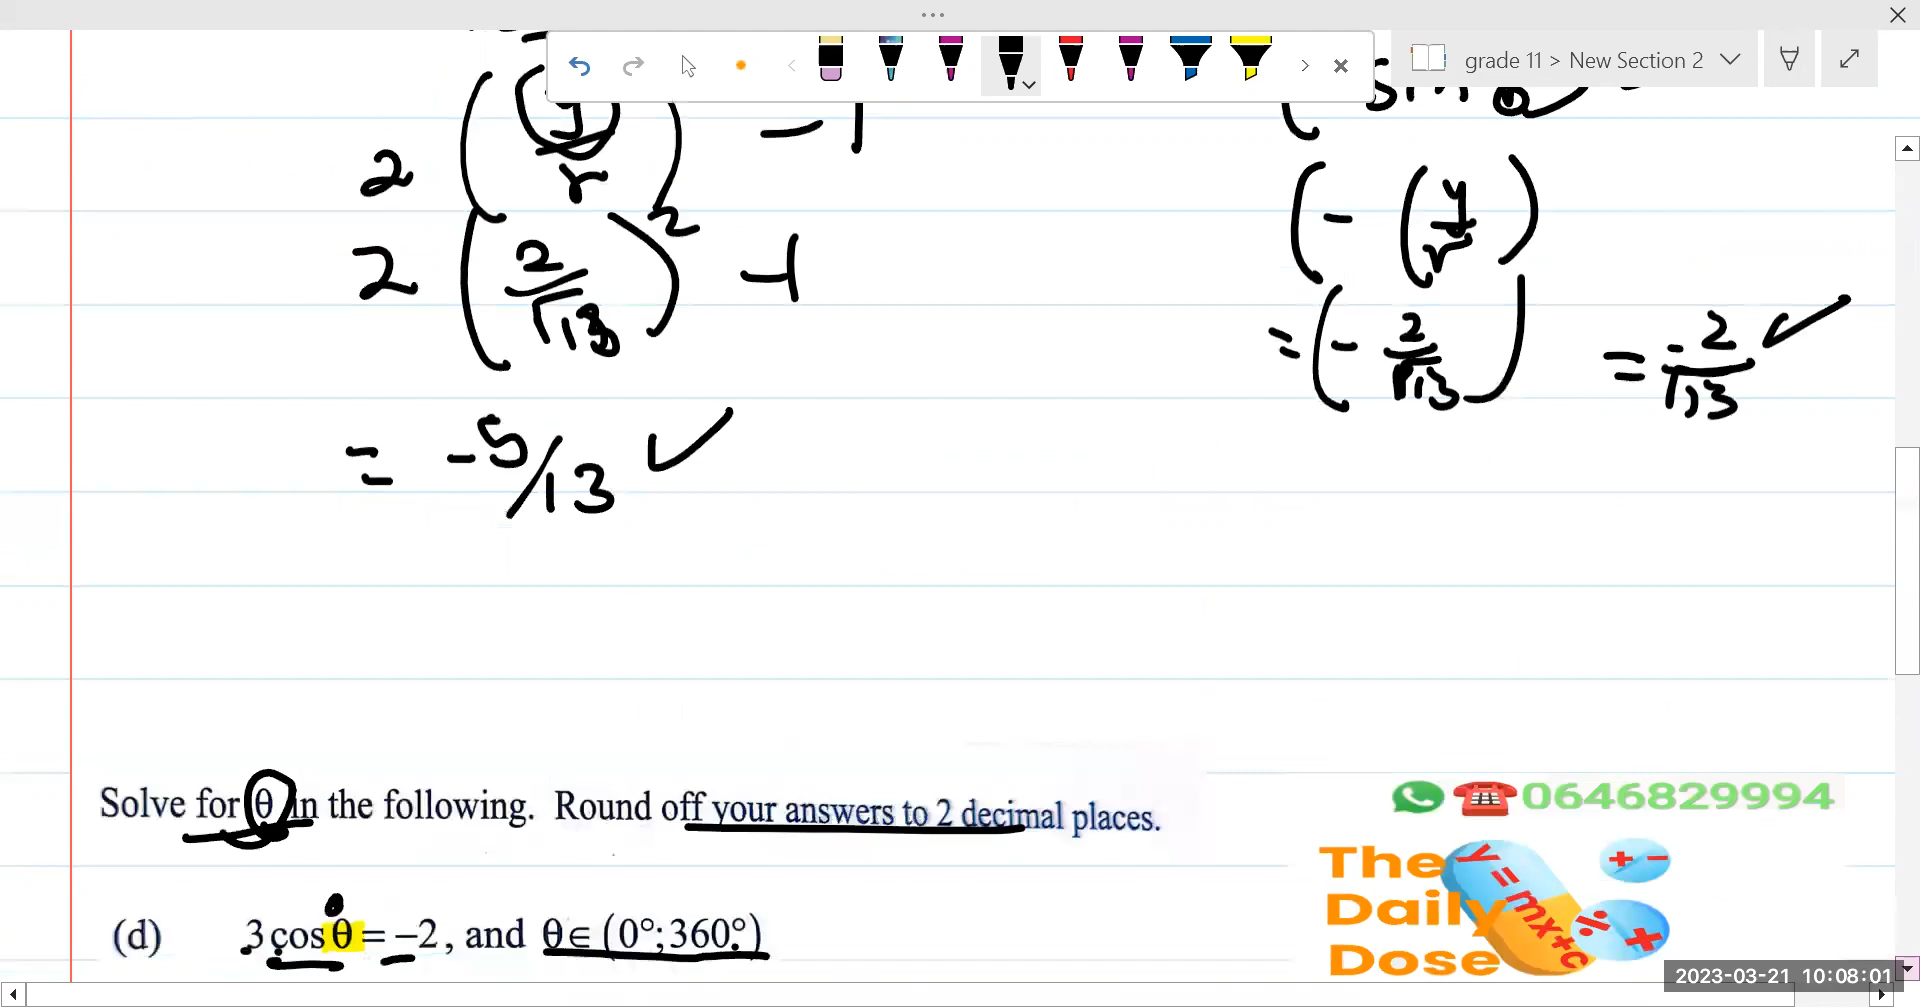 grade 11 > New Section 2
2 (y/r)² - 1
2 (2/√13)² - 1
= -5/13 ✓
(- (y/r)
= (- 2/√13) = -2/√13 ✓
Solve for θ in the following. Round off your answers to 2 decimal places.
(d) 3 cos θ = −2 , and θ ∈ (0°; 360°)
0646829994
The
Daily
Dose
y = mx + c
+ −
÷ ×
2023-03-21 10:08:01